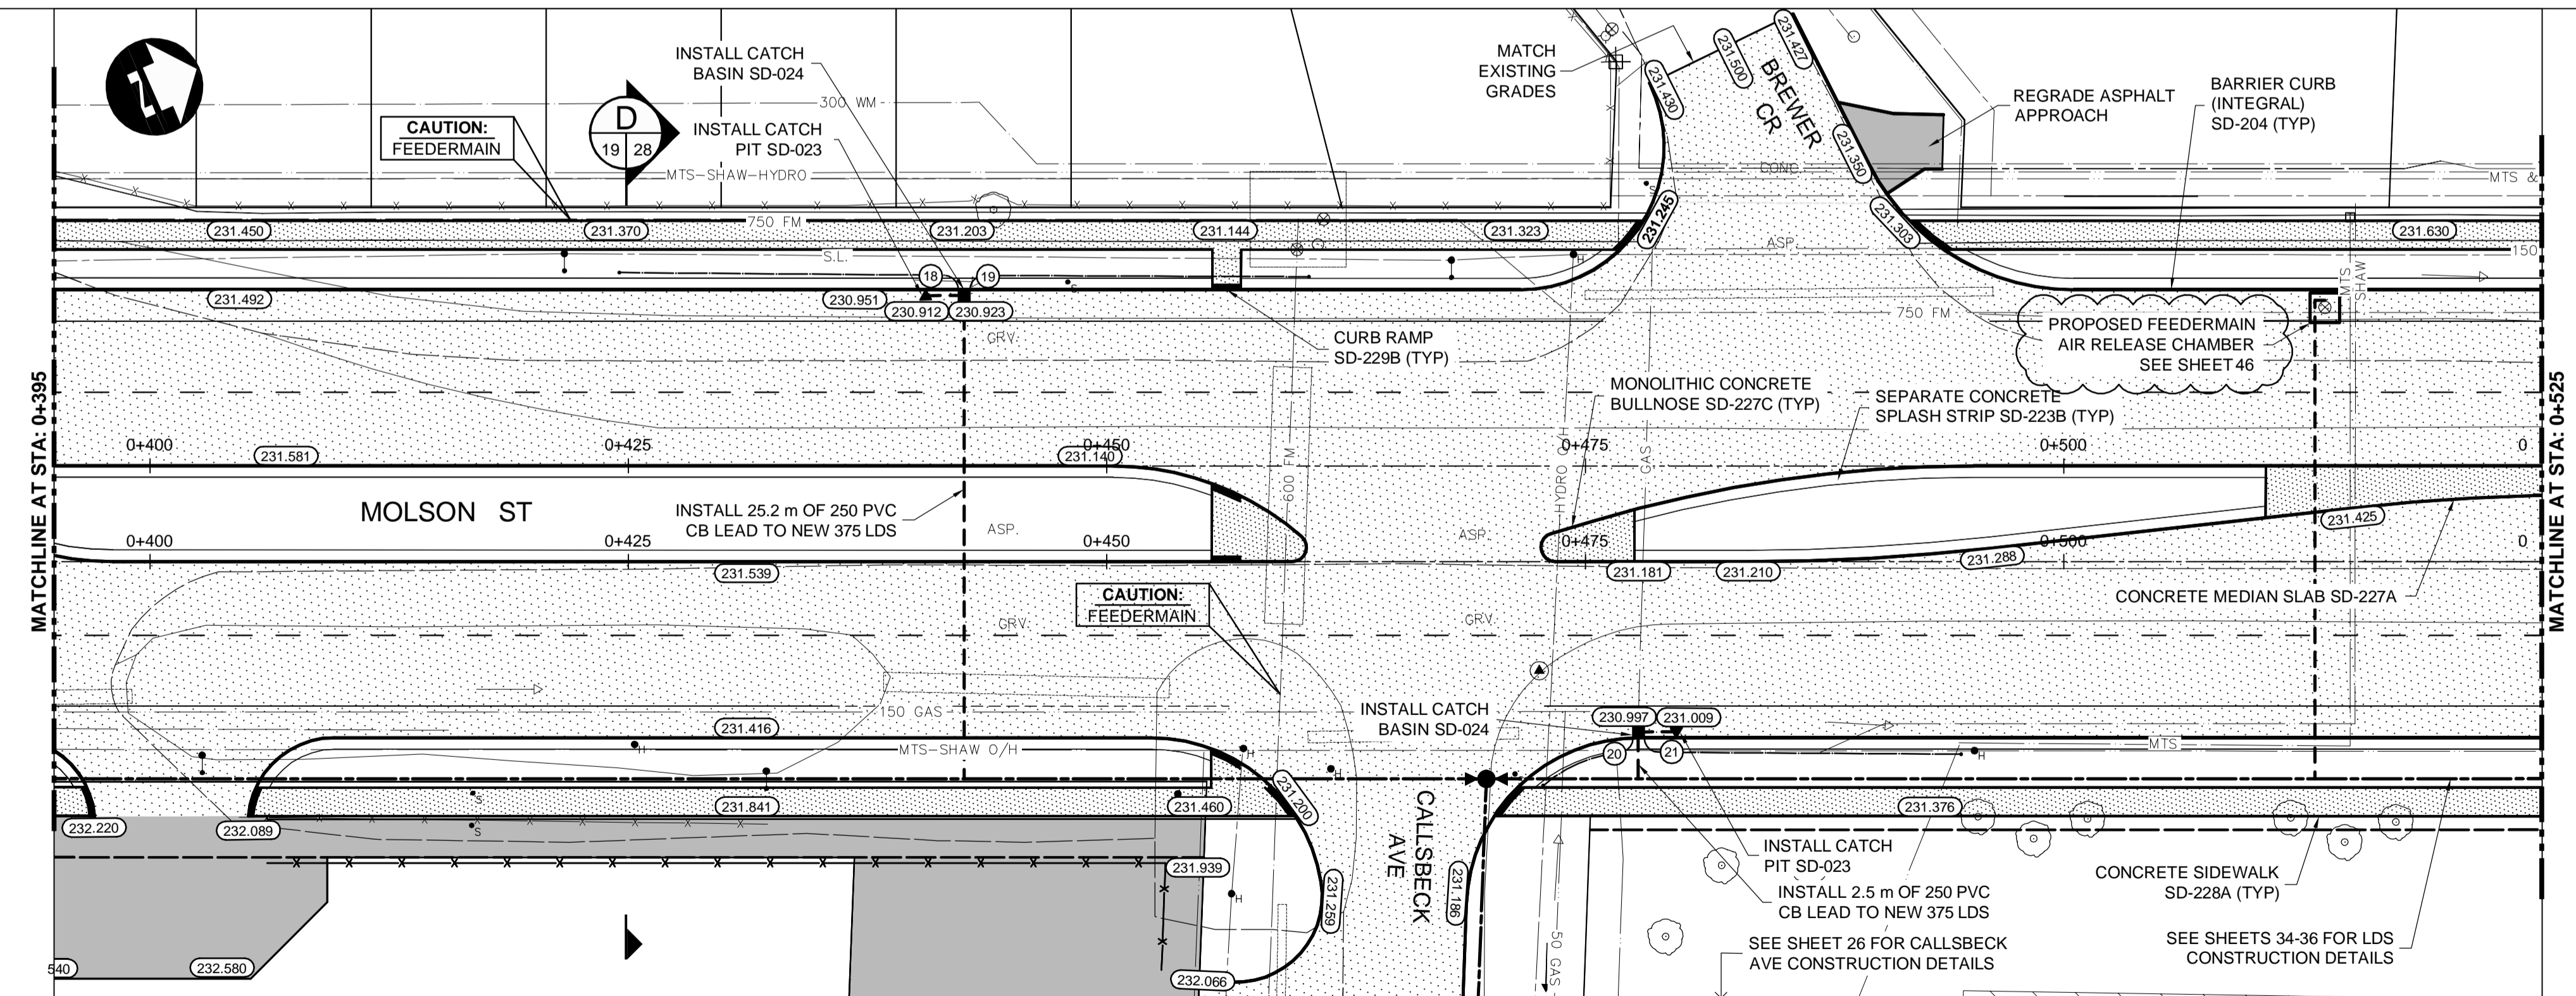 INSTALL CATCH
BASIN SD-024
300 WM
CAUTION:
FEEDERMAIN
D
19 28
INSTALL CATCH
PIT SD-023
MTS-SHAW-HYDRO
MATCH
EXISTING
GRADES
231.430
231.500
231.427
BREWER
CR
231.350
REGRADE ASPHALT
APPROACH
BARRIER CURB
(INTEGRAL)
SD-204 (TYP)
CONC.
MTS &
231.450
231.370
750 FM
231.203
231.144
231.323
231.245
231.303
ASP.
231.630
150
S.L.
18
19
H
S
231.492
230.951
230.912
230.923
GRV.
CURB RAMP
SD-229B (TYP)
750 FM
MTS
SHAW
PROPOSED FEEDERMAIN
AIR RELEASE CHAMBER
SEE SHEET 46
MONOLITHIC CONCRETE
BULLNOSE SD-227C (TYP)
SEPARATE CONCRETE
SPLASH STRIP SD-223B (TYP)
MATCHLINE AT STA: 0+395
MATCHLINE AT STA: 0+525
0+400
231.581
0+425
0+450
231.140
0+475
0+500
0
600 FM
HYDRO O/H
GAS
MOLSON ST
INSTALL 25.2 m OF 250 PVC
CB LEAD TO NEW 375 LDS
ASP.
ASP.
0+400
0+425
0+450
0+475
0+500
0
231.425
231.539
231.181
231.210
231.288
CAUTION:
FEEDERMAIN
GRV.
GRV.
CONCRETE MEDIAN SLAB SD-227A
150 GAS
231.416
MTS-SHAW O/H
H
H
H
INSTALL CATCH
BASIN SD-024
230.997
231.009
20
21
H
MTS
232.220
232.089
S
S
231.841
231.460
231.200
231.376
CALLSBECK
AVE
231.939
H
231.259
231.186
INSTALL CATCH
PIT SD-023
INSTALL 2.5 m OF 250 PVC
CB LEAD TO NEW 375 LDS
CONCRETE SIDEWALK
SD-228A (TYP)
540
232.580
232.066
50 GAS
SEE SHEET 26 FOR CALLSBECK
AVE CONSTRUCTION DETAILS
SEE SHEETS 34-36 FOR LDS
CONSTRUCTION DETAILS